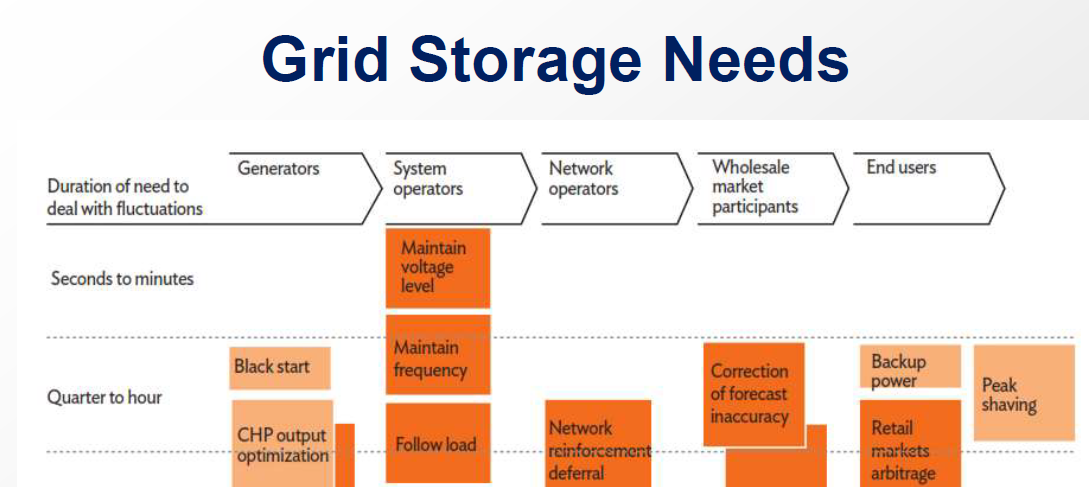 Grid Storage Needs
Duration of need to
deal with fluctuations
Generators
System
operators
Network
operators
Wholesale
market
participants
End users
Seconds to minutes
Maintain
voltage
level
Quarter to hour
Black start
CHP output
optimization
Maintain
frequency
Follow load
Network
reinforcement
deferral
Correction
of forecast
inaccuracy
Backup
power
Retail
markets
arbitrage
Peak
shaving